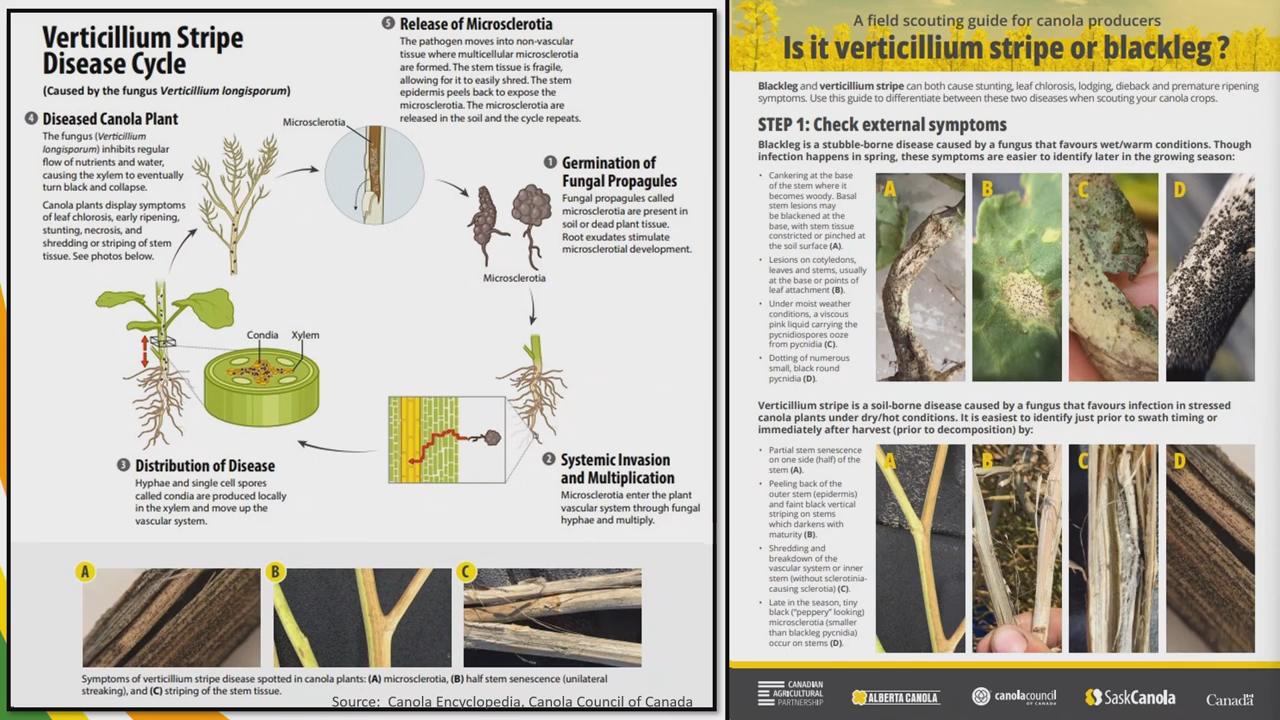 Verticillium Stripe
Disease Cycle
(Caused by the fungus Verticillium longisporum)
5 Release of Microsclerotia
The pathogen moves into non-vascular
tissue where multicellular microsclerotia
are formed. The stem tissue is fragile,
allowing for it to easily shred. The stem
epidermis peels back to expose the
microsclerotia. The microsclerotia are
released in the soil and the cycle repeats.
4 Diseased Canola Plant
The fungus (Verticillium
longisporum) inhibits regular
flow of nutrients and water,
causing the xylem to eventually
turn black and collapse.
Canola plants display symptoms
of leaf chlorosis, early ripening,
stunting, necrosis, and
shredding or striping of stem
tissue. See photos below.
Microsclerotia
1 Germination of
Fungal Propagules
Fungal propagules called
microsclerotia are present in
soil or dead plant tissue.
Root exudates stimulate
microsclerotial development.
Microsclerotia
Condia Xylem
3 Distribution of Disease
Hyphae and single cell spores
called condia are produced locally
in the xylem and move up the
vascular system.
2 Systemic Invasion
and Multiplication
Microsclerotia enter the plant
vascular system through fungal
hyphae and multiply.
A B C
Symptoms of verticillium stripe disease spotted in canola plants: (A) microsclerotia, (B) half stem senescence (unilateral
streaking), and (C) striping of the stem tissue.
Source: Canola Encyclopedia, Canola Council of Canada
A field scouting guide for canola producers
Is it verticillium stripe or blackleg ?
Blackleg and verticillium stripe can both cause stunting, leaf chlorosis, lodging, dieback and premature ripening
symptoms. Use this guide to differentiate between these two diseases when scouting your canola crops.
STEP 1: Check external symptoms
Blackleg is a stubble-borne disease caused by a fungus that favours wet/warm conditions. Though
infection happens in spring, these symptoms are easier to identify later in the growing season:
• Cankering at the base
of the stem where it
becomes woody. Basal
stem lesions may
be blackened at the
base, with stem tissue
constricted or pinched at
the soil surface (A).
• Lesions on cotyledons,
leaves and stems, usually
at the base or points of
leaf attachment (B).
• Under moist weather
conditions, a viscous
pink liquid carrying the
pycnidiospores ooze
from pycnidia (C).
• Dotting of numerous
small, black round
pycnidia (D).
A B C D
Verticillium stripe is a soil-borne disease caused by a fungus that favours infection in stressed
canola plants under dry/hot conditions. It is easiest to identify just prior to swath timing or
immediately after harvest (prior to decomposition) by:
• Partial stem senescence
on one side (half) of the
stem (A).
• Peeling back of the
outer stem (epidermis)
and faint black vertical
striping on stems
which darkens with
maturity (B).
• Shredding and
breakdown of the
vascular system or inner
stem (without sclerotinia-
causing sclerotia) (C).
• Late in the season, tiny
black ("peppery" looking)
microsclerotia (smaller
than blackleg pycnidia)
occur on stems (D).
A B C D
CANADIAN
AGRICULTURAL
PARTNERSHIP
ALBERTA CANOLA
canolacouncil
OF CANADA
SaskCanola
Canada